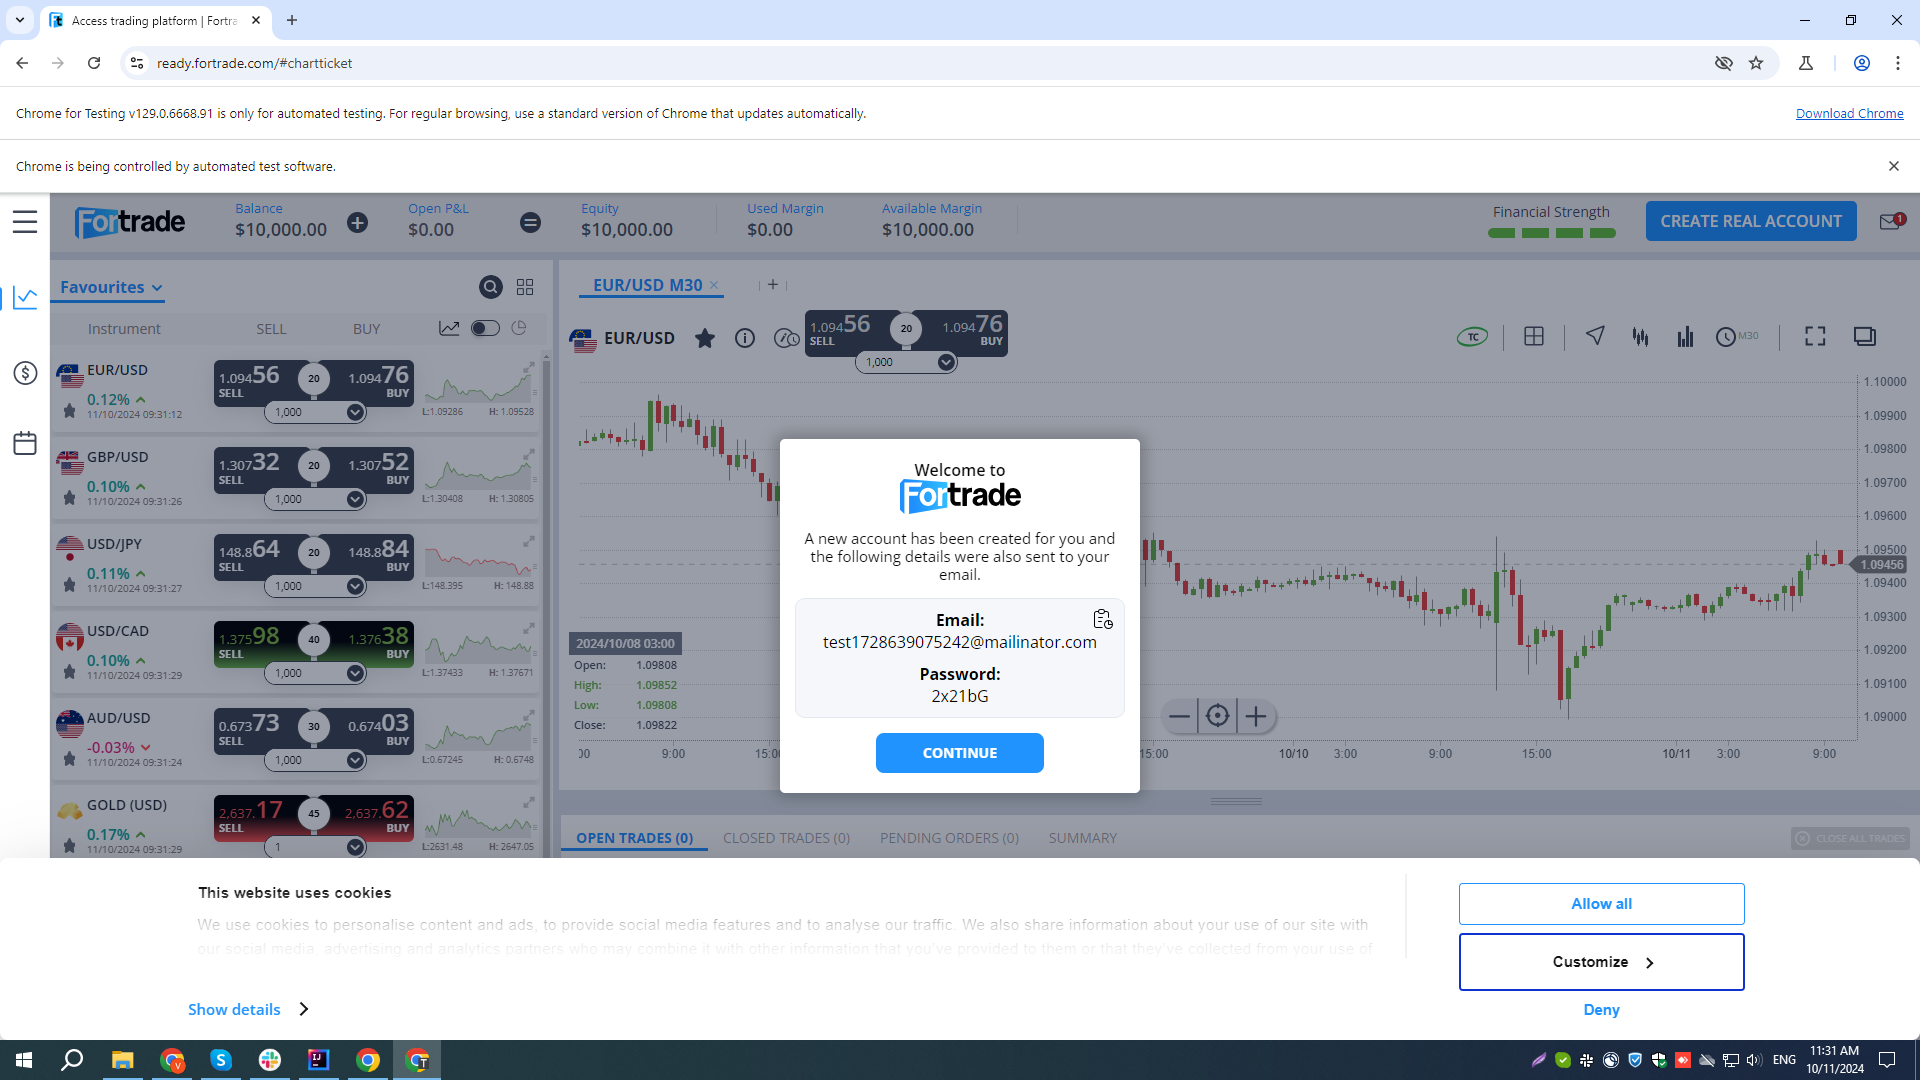 Access trading platform | Fortra
ready.fortrade.com/#chartticket
Chrome for Testing v129.0.6668.91 is only for automated testing. For regular browsing, use a standard version of Chrome that updates automatically.
Download Chrome
Chrome is being controlled by automated test software.
Fortrade
Balance
$10,000.00
Open P&L
$0.00
Equity
$10,000.00
Used Margin
$0.00
Available Margin
$10,000.00
Financial Strength
CREATE REAL ACCOUNT
1
Favourites
Instrument SELL BUY
EUR/USD
0.12%
11/10/2024 09:31:12
1.09456 SELL
20
1.09476 BUY
1,000
L:1.09286 H: 1.09528
GBP/USD
0.10%
11/10/2024 09:31:26
1.30732 SELL
20
1.30752 BUY
1,000
L:1.30408 H: 1.30805
USD/JPY
0.11%
11/10/2024 09:31:27
148.864 SELL
20
148.884 BUY
1,000
L:148.395 H: 148.88
USD/CAD
0.10%
11/10/2024 09:31:29
1.37598 SELL
40
1.37638 BUY
1,000
L:1.37433 H: 1.37671
AUD/USD
-0.03%
11/10/2024 09:31:24
0.67373 SELL
30
0.67403 BUY
1,000
L:0.67245 H: 0.6748
GOLD (USD)
0.17%
11/10/2024 09:31:29
2,637.17 SELL
45
2,637.62 BUY
1
L:2631.48 H: 2647.05
EUR/USD M30
EUR/USD
1.09456 SELL
20
1.09476 BUY
1,000
TC
M30
1.10000
1.09900
1.09800
1.09700
1.09600
1.09500
1.09456
1.09400
1.09300
1.09200
1.09100
1.09000
2024/10/08 03:00
Open: 1.09808
High: 1.09852
Low: 1.09808
Close: 1.09822
:00 9:00 15:00 15:00 10/10 3:00 9:00 15:00 10/11 3:00 9:00
Welcome to
Fortrade
A new account has been created for you and
the following details were also sent to your
email.
Email:
test1728639075242@mailinator.com
Password:
2x21bG
CONTINUE
OPEN TRADES (0) CLOSED TRADES (0) PENDING ORDERS (0) SUMMARY
CLOSE ALL TRADES
This website uses cookies
We use cookies to personalise content and ads, to provide social media features and to analyse our traffic. We also share information about your use of our site with
our social media, advertising and analytics partners who may combine it with other information that you've provided to them or that they've collected from your use of
Show details
Allow all
Customize
Deny
ENG
11:31 AM
10/11/2024